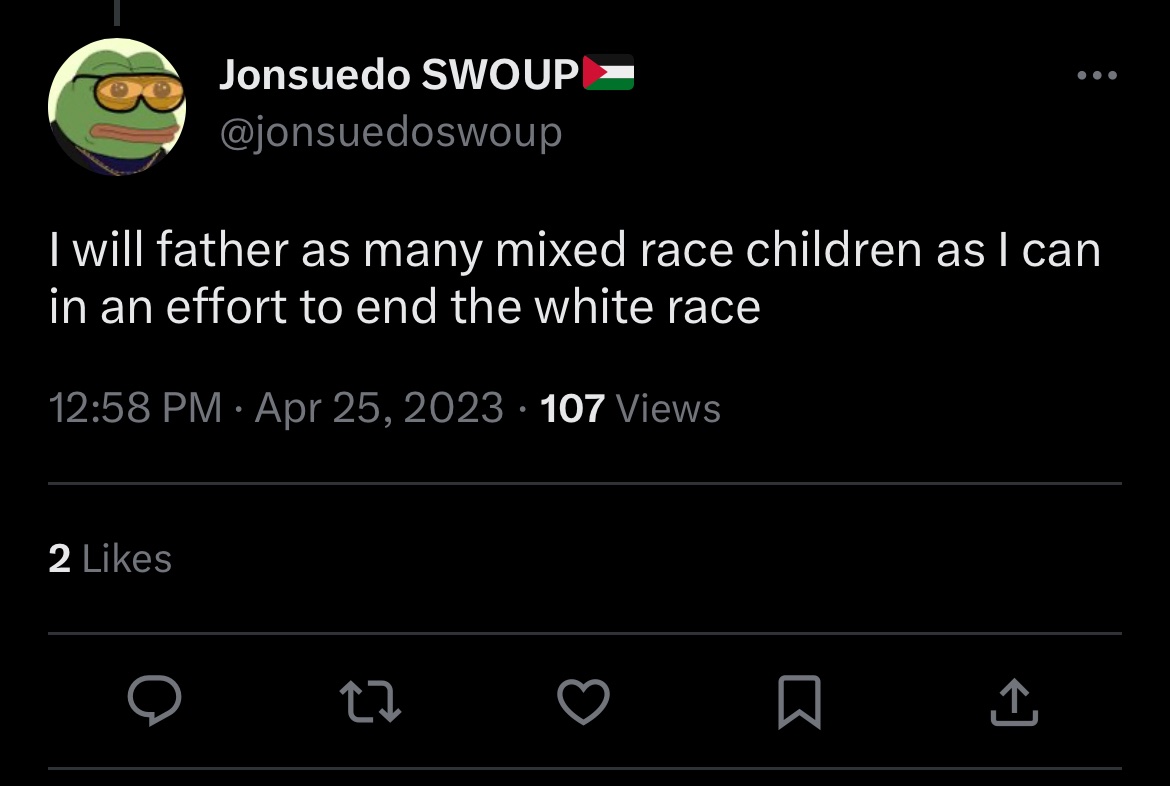 Jonsuedo SWOUP🇵🇸
@jonsuedoswoup
I will father as many mixed race children as I can
in an effort to end the white race
12:58 PM · Apr 25, 2023 · 107 Views
2 Likes